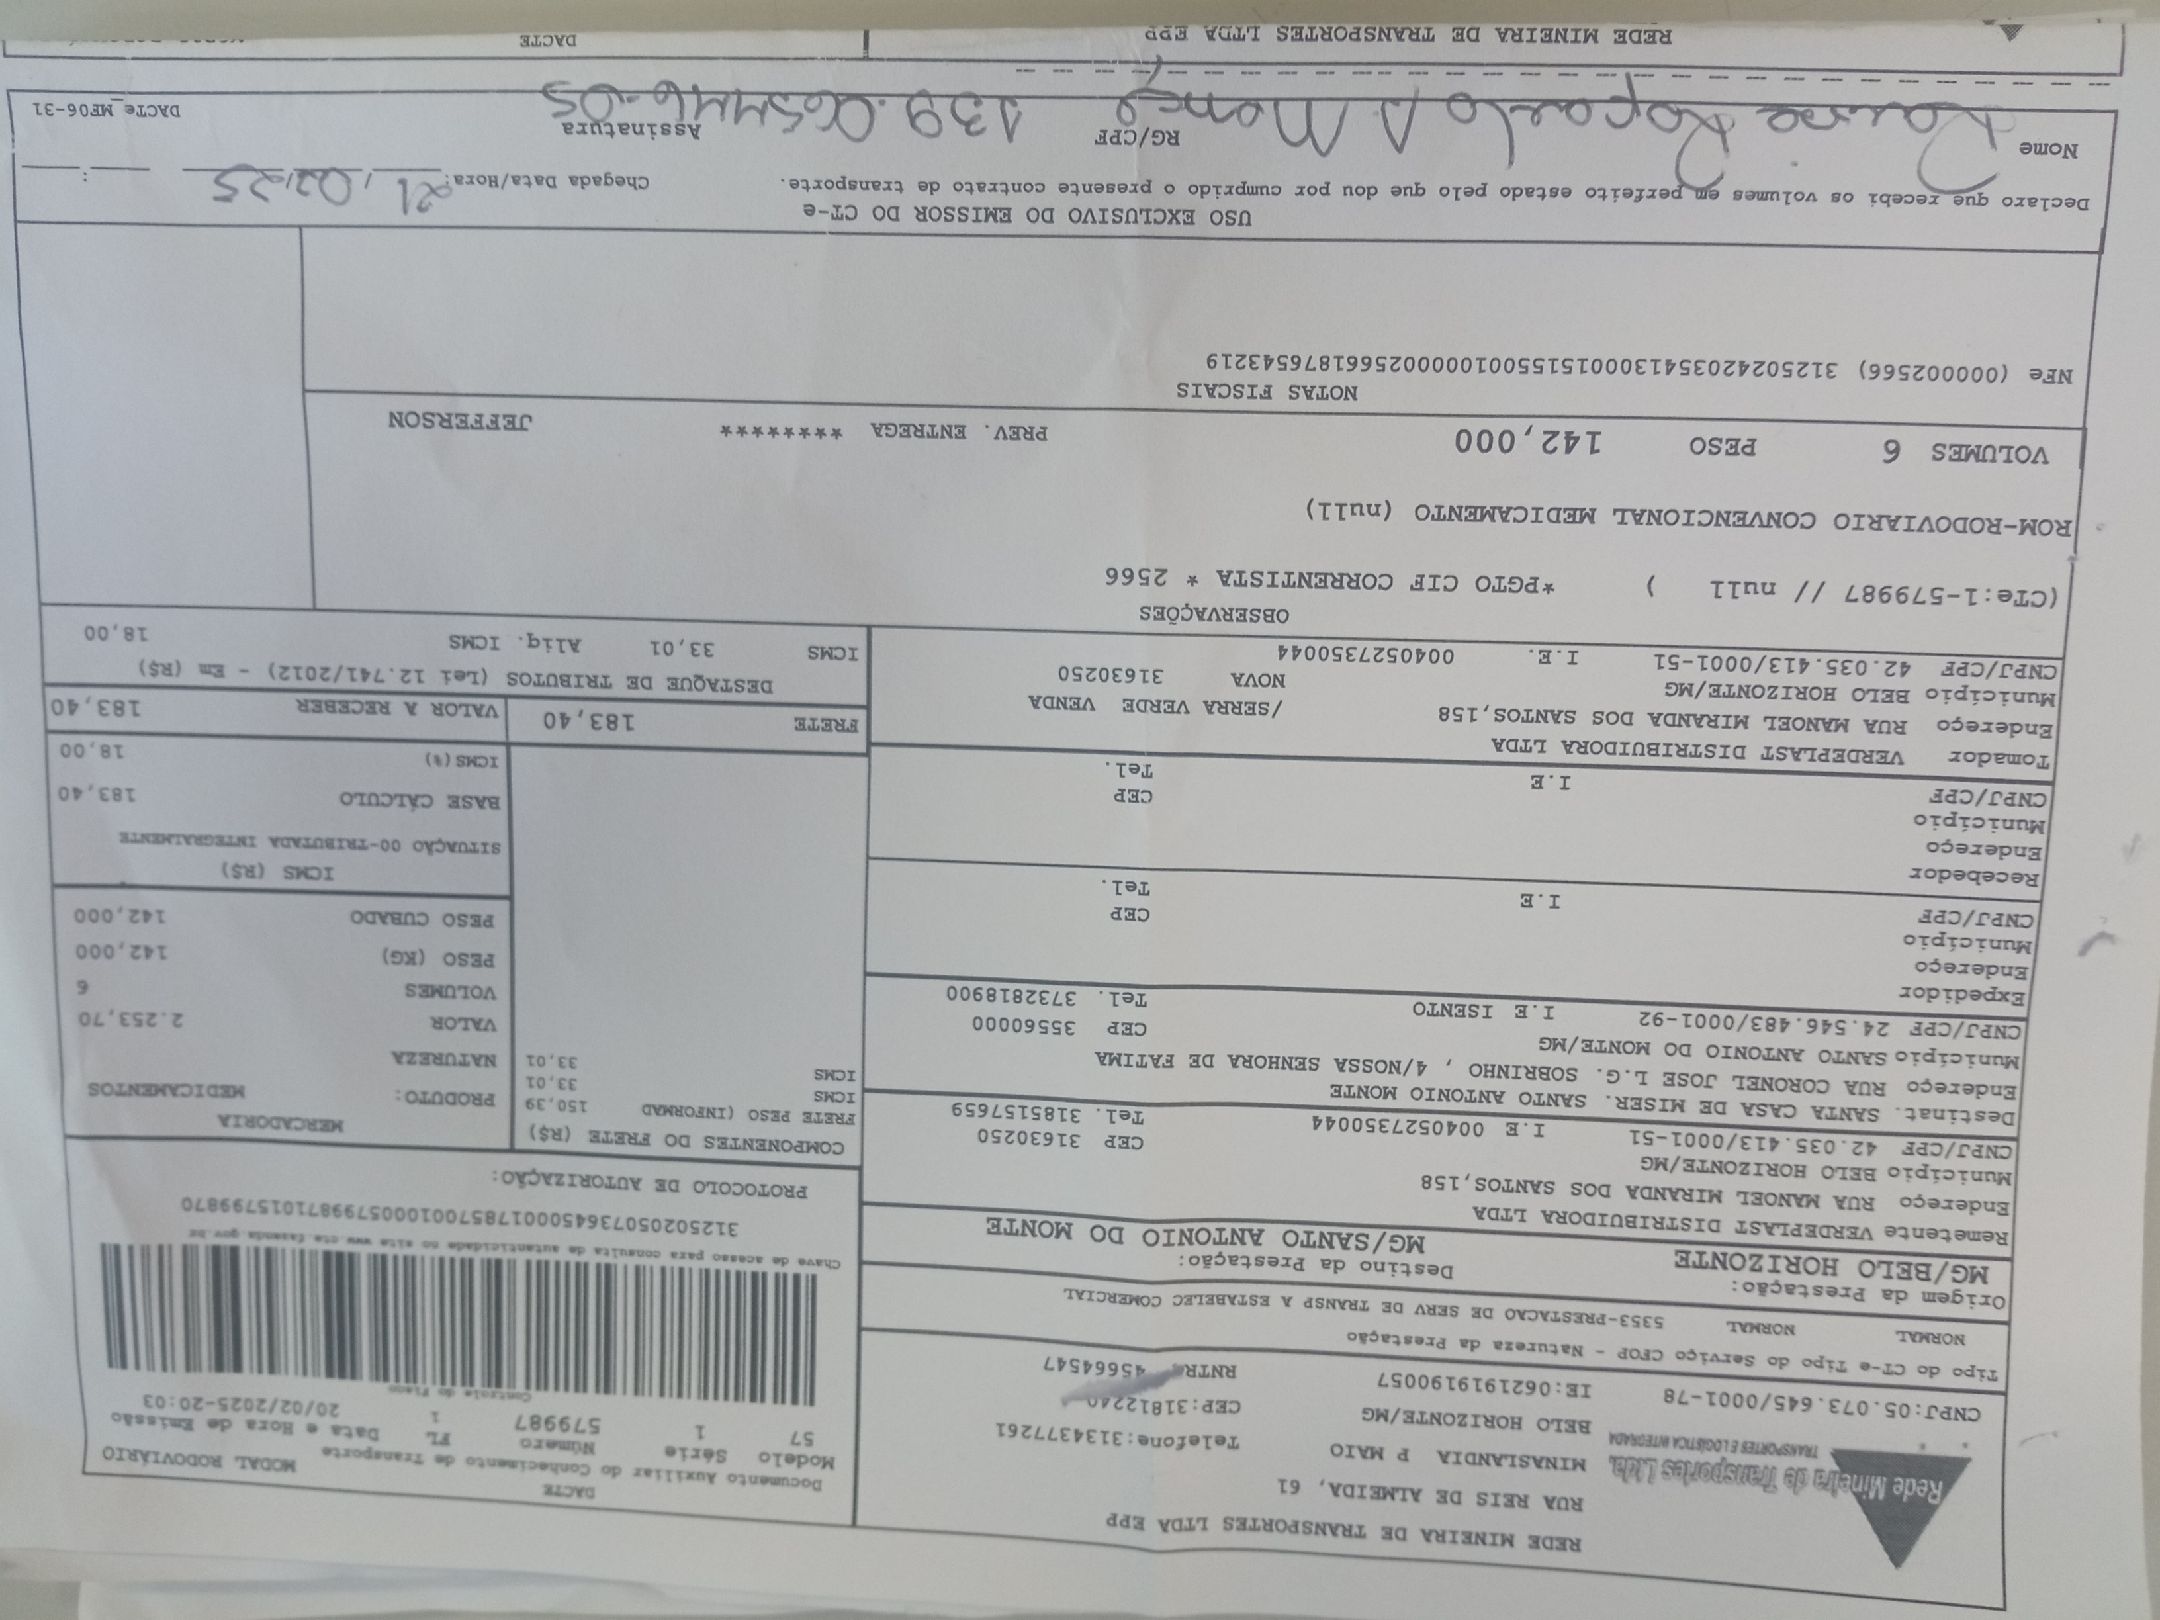 REDE MINEIRA DE TRANSPORTES LTDA EPP
RUA REIS DE ALMEIDA, 61
MINASLANDIA P MAIO Telefone:3134377261
BELO HORIZONTE/MG CEP:31812240
CNPJ:05.073.645/0001-78 IE:0621919190057 RNTR 45664547
Rede Mineira de Transportes Ltda.
TRANSPORTES E LOGÍSTICA INTEGRADA
DACTE
Documento Auxiliar do Conhecimento de Transporte MODAL RODOVIÁRIO
Modelo Série Número FL Data e Hora de Emissão
57 1 579987 1 20/02/2025-20:03
Controle do Fisco
Chave de acesso para consulta de autenticidade no site www.cte.fazenda.gov.br
31250205073645000178570010005799871015799870
PROTOCOLO DE AUTORIZAÇÃO:
Tipo do CT-e Tipo do Serviço CFOP - Natureza da Prestação
NORMAL NORMAL 5353-PRESTACAO DE SERV DE TRANSP A ESTABELEC COMERCIAL
Origem da Prestação: Destino da Prestação:
MG/BELO HORIZONTE MG/SANTO ANTONIO DO MONTE
Remetente VERDEPLAST DISTRIBUIDORA LTDA
Endereço RUA MANOEL MIRANDA DOS SANTOS,158
Município BELO HORIZONTE/MG CEP 31630250
CNPJ/CPF 42.035.413/0001-51 I.E 0040527350044 Tel. 3185157659
Destinat. SANTA CASA DE MISER. SANTO ANTONIO MONTE
Endereço RUA CORONEL JOSE L.G. SOBRINHO , 4/NOSSA SENHORA DE FATIMA
Município SANTO ANTONIO DO MONTE/MG CEP 35560000
CNPJ/CPF 24.546.483/0001-92 I.E ISENTO Tel. 3732818900
Expedidor
Endereço
Município CEP
CNPJ/CPF I.E Tel.
Recebedor
Endereço
Município CEP
CNPJ/CPF I.E Tel.
Tomador VERDEPLAST DISTRIBUIDORA LTDA
Endereço RUA MANOEL MIRANDA DOS SANTOS,158 /SERRA VERDE VENDA
Município BELO HORIZONTE/MG NOVA 31630250
CNPJ/CPF 42.035.413/0001-51 I.E. 0040527350044
COMPONENTES DO FRETE (R$)
FRETE PESO (INFORMAD 150,39
ICMS 33,01
ICMS 33,01
MERCADORIA
PRODUTO: MEDICAMENTOS
NATUREZA
VALOR 2.253,70
VOLUMES 6
PESO (KG) 142,000
PESO CUBADO 142,000
ICMS (R$)
SITUAÇÃO 00-TRIBUTADA INTEGRALMENTE
BASE CÁLCULO 183,40
ICMS(%) 18,00
FRETE 183,40 VALOR A RECEBER 183,40
DESTAQUE DE TRIBUTOS (Lei 12.741/2012) - Em (R$)
ICMS 33,01 Aliq. ICMS 18,00
OBSERVAÇÕES
(CTe:1-579987 // null ) *PGTO CIF CORRENTISTA * 2566
ROM-RODOVIARIO CONVENCIONAL MEDICAMENTO (null)
VOLUMES 6 PESO 142,000 PREV. ENTREGA ******** JEFFERSON
NOTAS FISCAIS
NFe (000002566) 31250242035413000151550010000025661876543219
USO EXCLUSIVO DO EMISSOR DO CT-e
Declaro que recebi os volumes em perfeito estado pelo que dou por cumprido o presente contrato de transporte. Chegada Data/Hora: 21/02/25 :
Nome RG/CPF Assinatura
DACTe_MF06-31
REDE MINEIRA DE TRANSPORTES LTDA EPP DACTE